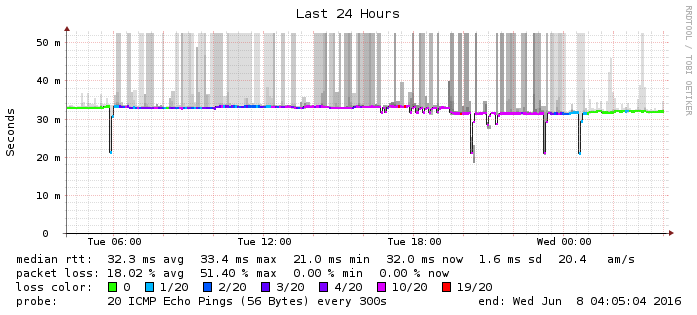 Last 24 Hours
RRDTOOL / TOBI OETIKER
Seconds
50 m
40 m
30 m
20 m
10 m
0
Tue 06:00 Tue 12:00 Tue 18:00 Wed 00:00
median rtt: 32.3 ms avg 33.4 ms max 21.0 ms min 32.0 ms now 1.6 ms sd 20.4 am/s
packet loss: 18.02 % avg 51.40 % max 0.00 % min 0.00 % now
loss color: 0 1/20 2/20 3/20 4/20 10/20 19/20
probe: 20 ICMP Echo Pings (56 Bytes) every 300s end: Wed Jun 8 04:05:04 2016